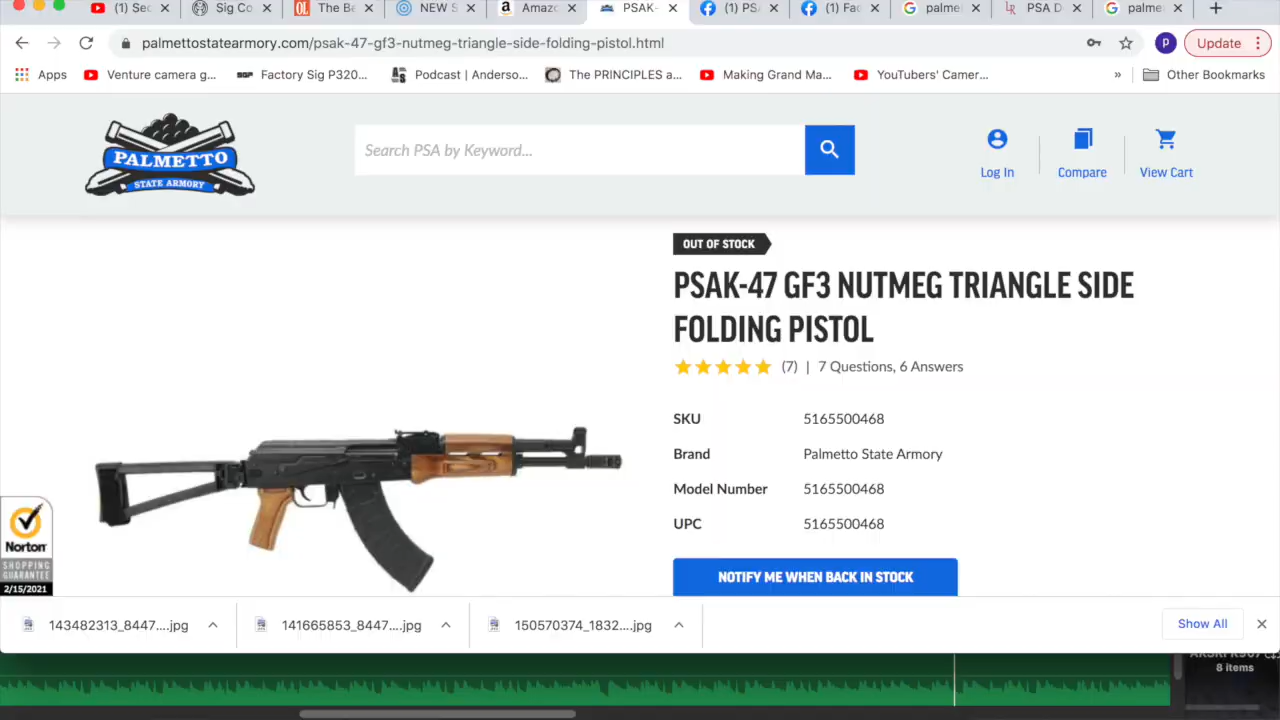 (1) Sec
Sig Co
The Be
NEW S
Amazo
PSAK-
(1) PSA
(1) Fac
palmet
PSA D
palmet
palmettostatearmory.com/psak-47-gf3-nutmeg-triangle-side-folding-pistol.html
P
Update
Apps
Venture camera g...
Factory Sig P320...
Podcast | Anderso...
The PRINCIPLES a...
Making Grand Ma...
YouTubers' Camer...
»
Other Bookmarks
PALMETTO
STATE ARMORY
Search PSA by Keyword...
Log In
Compare
View Cart
OUT OF STOCK
PSAK-47 GF3 NUTMEG TRIANGLE SIDE
FOLDING PISTOL
(7) | 7 Questions, 6 Answers
SKU 5165500468
Brand Palmetto State Armory
Model Number 5165500468
UPC 5165500468
NOTIFY ME WHEN BACK IN STOCK
Norton
SHOPPING
GUARANTEE
2/15/2021
143482313_8447....jpg
141665853_8447....jpg
150570374_1832....jpg
Show All
8 items